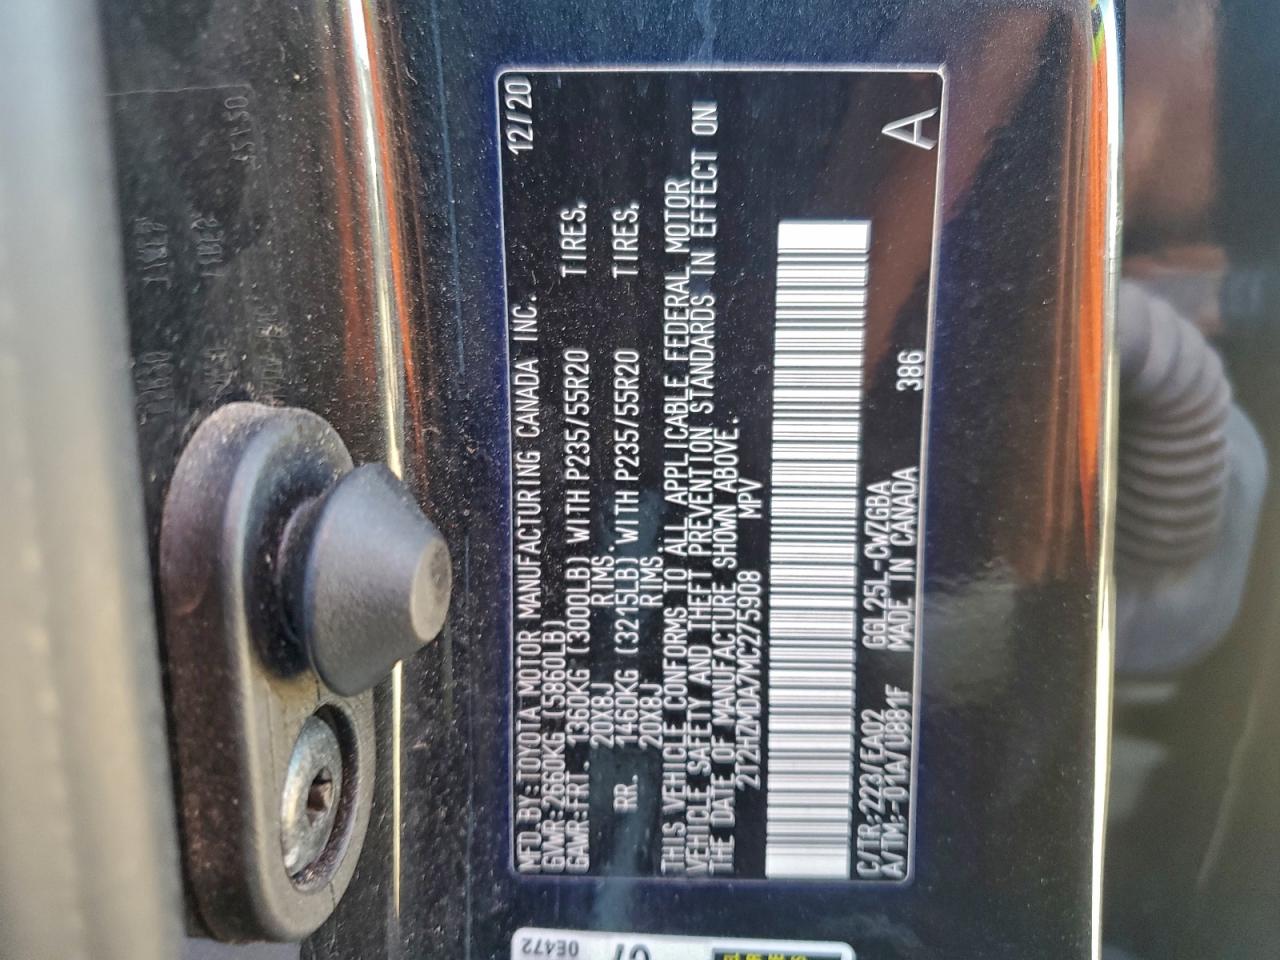 MFD.BY:TOYOTA MOTOR MANUFACTURING CANADA INC. 12/20
GVWR:2660KG (5860LB)
GAWR:FRT. 1360KG (3000LB) WITH P235/55R20 TIRES,
20X8J RIMS.
RR. 1460KG (3215LB) WITH P235/55R20 TIRES,
20X8J RIMS
THIS VEHICLE CONFORMS TO ALL APPLICABLE FEDERAL MOTOR
VEHICLE SAFETY AND THEFT PREVENTION STANDARDS IN EFFECT ON
THE DATE OF MANUFACTURE SHOWN ABOVE.
2T2HZMDA7MC275908 MPV
C/TR:223/EA02 GGL25L-CWZGBA
A/TM:-01A/0881F MADE IN CANADA 386
A
0E472